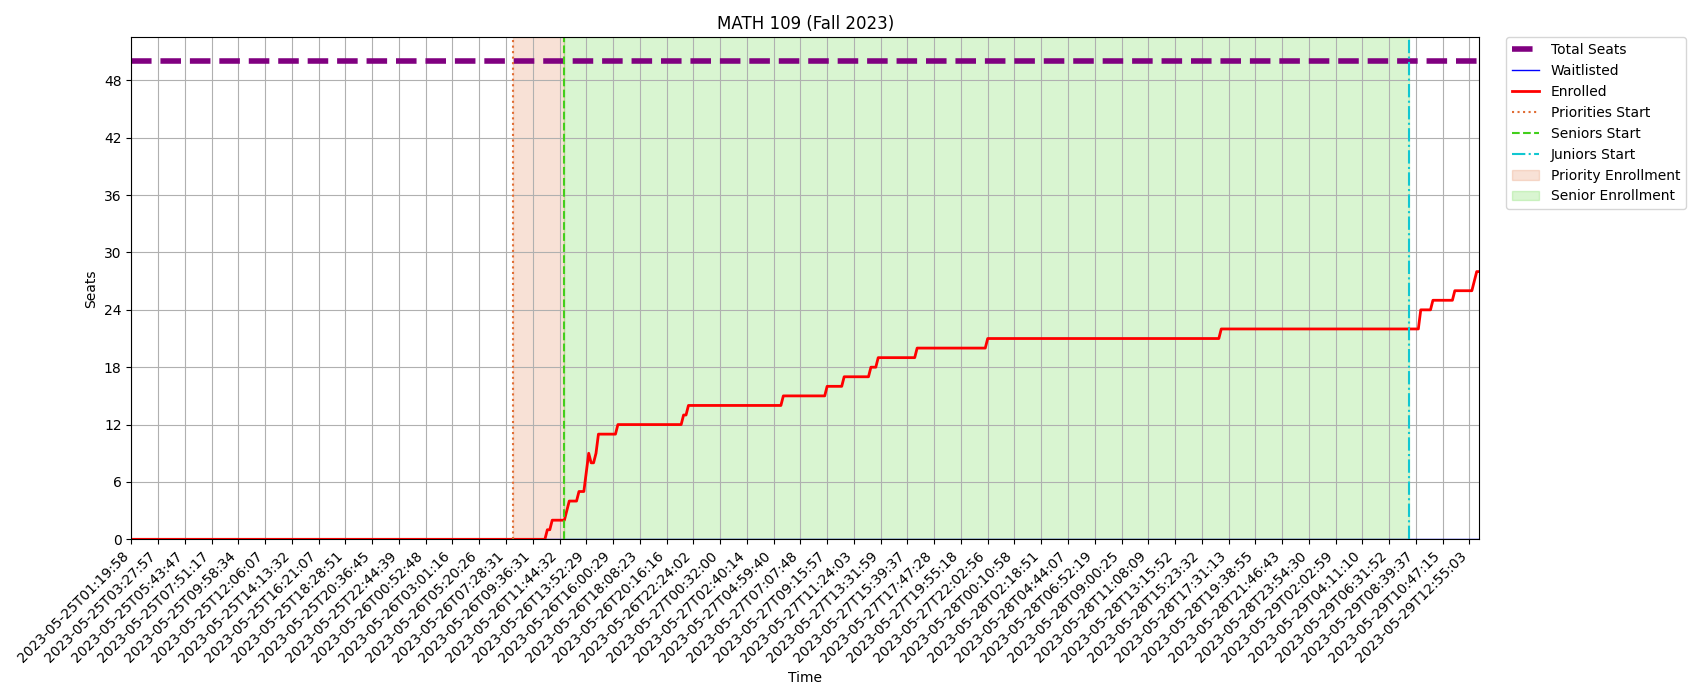 MATH 109 (Fall 2023)
Total Seats
Waitlisted
Enrolled
Priorities Start
Seniors Start
Juniors Start
Priority Enrollment
Senior Enrollment
Seats
48
42
36
30
24
18
12
6
0
2023-05-25T01:19:58
2023-05-25T03:27:57
2023-05-25T05:43:47
2023-05-25T07:51:17
2023-05-25T09:58:34
2023-05-25T12:06:07
2023-05-25T14:13:32
2023-05-25T16:21:07
2023-05-25T18:28:51
2023-05-25T20:36:45
2023-05-25T22:44:39
2023-05-26T00:52:48
2023-05-26T03:01:16
2023-05-26T05:20:26
2023-05-26T07:28:31
2023-05-26T09:36:31
2023-05-26T11:44:32
2023-05-26T13:52:29
2023-05-26T16:00:29
2023-05-26T18:08:23
2023-05-26T20:16:16
2023-05-26T22:24:02
2023-05-27T00:32:00
2023-05-27T02:40:14
2023-05-27T04:59:40
2023-05-27T07:07:48
2023-05-27T09:15:57
2023-05-27T11:24:03
2023-05-27T13:31:59
2023-05-27T15:39:37
2023-05-27T17:47:28
2023-05-27T19:55:18
2023-05-27T22:02:56
2023-05-28T00:10:58
2023-05-28T02:18:51
2023-05-28T04:44:07
2023-05-28T06:52:19
2023-05-28T09:00:25
2023-05-28T11:08:09
2023-05-28T13:15:52
2023-05-28T15:23:32
2023-05-28T17:31:13
2023-05-28T19:38:55
2023-05-28T21:46:43
2023-05-28T23:54:30
2023-05-29T02:02:59
2023-05-29T04:11:10
2023-05-29T06:31:52
2023-05-29T08:39:37
2023-05-29T10:47:15
2023-05-29T12:55:03
Time